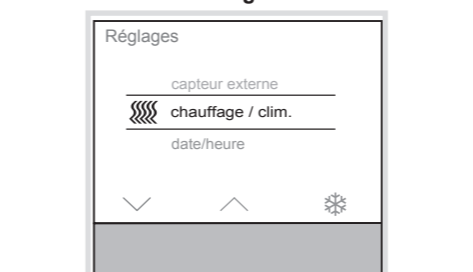 Réglages
capteur externe
chauffage / clim.
date/heure